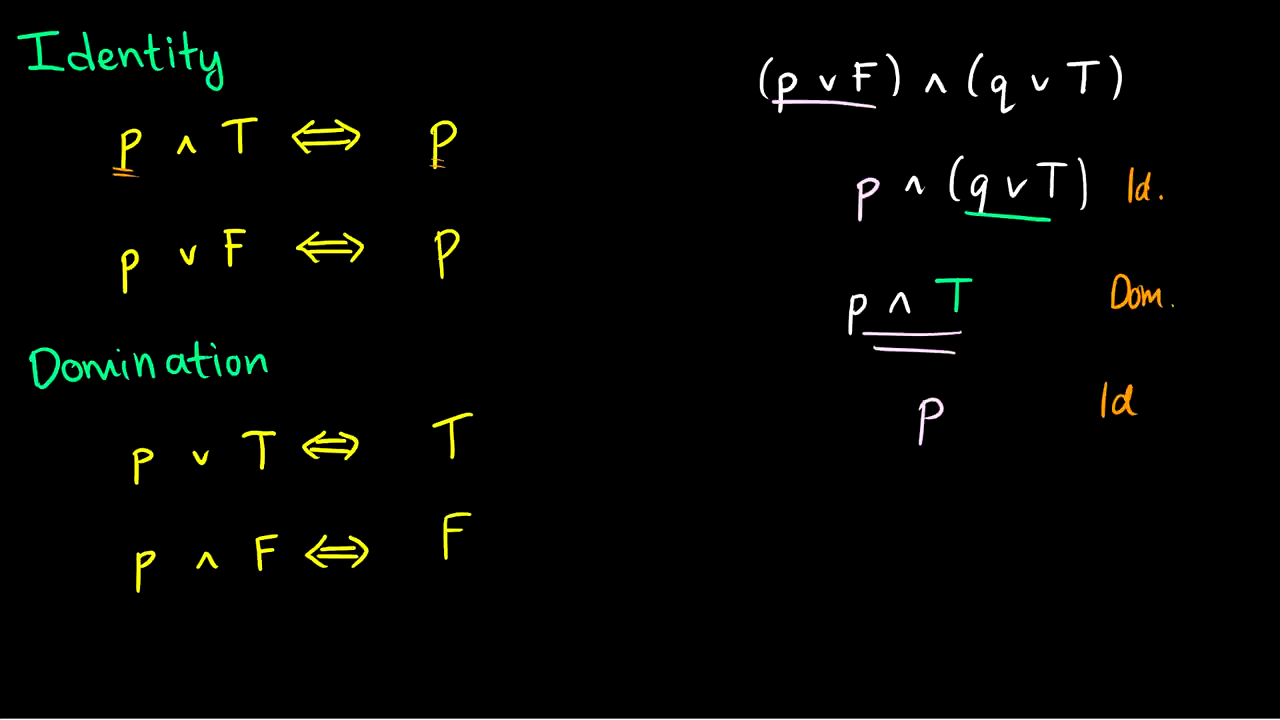 Identity
p ∧ T ⟺ p
p ∨ F ⟺ p
Domination
p ∨ T ⟺ T
p ∧ F ⟺ F
(p ∨ F) ∧ (q ∨ T)
p ∧ (q ∨ T) Id.
p ∧ T Dom.
p Id